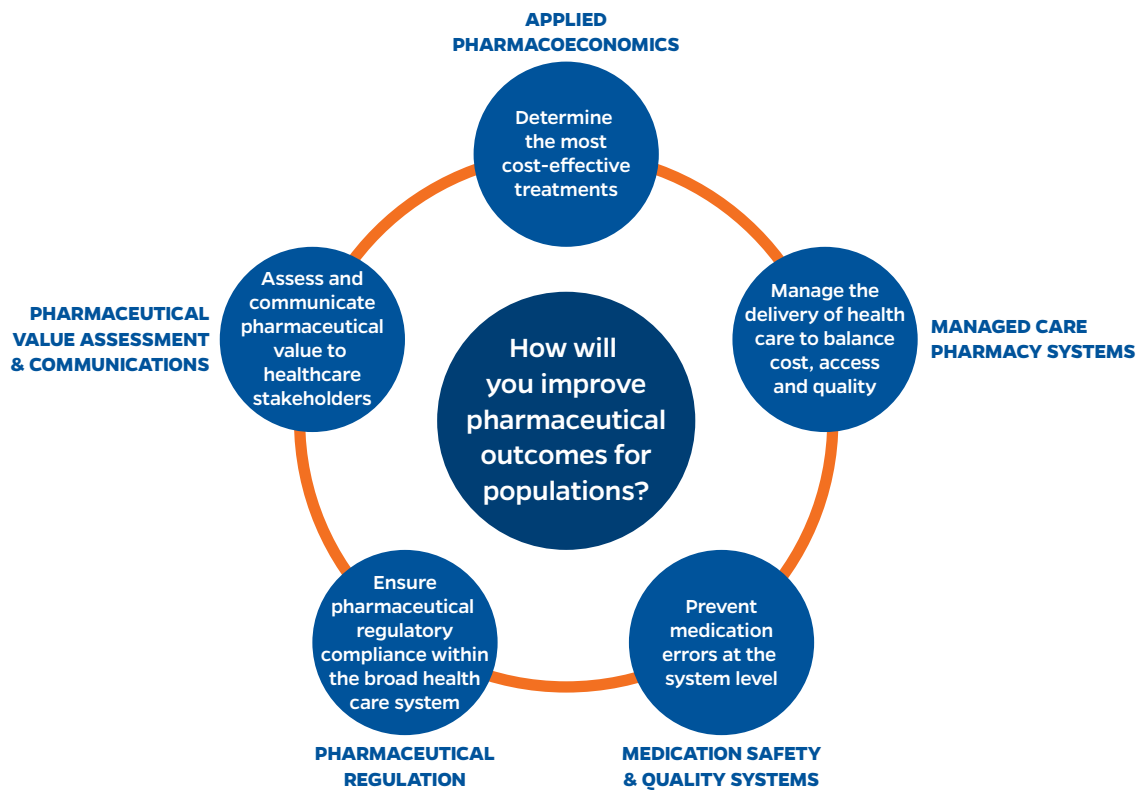 APPLIED
PHARMACOECONOMICS
Determine
the most
cost-effective
treatments
Manage the
delivery of health
care to balance
cost, access
and quality
MANAGED CARE
PHARMACY SYSTEMS
Prevent
medication
errors at the
system level
MEDICATION SAFETY
& QUALITY SYSTEMS
Ensure
pharmaceutical
regulatory
compliance within
the broad health
care system
PHARMACEUTICAL
REGULATION
PHARMACEUTICAL
VALUE ASSESSMENT
& COMMUNICATIONS
Assess and
communicate
pharmaceutical
value to
healthcare
stakeholders
How will
you improve
pharmaceutical
outcomes for
populations?